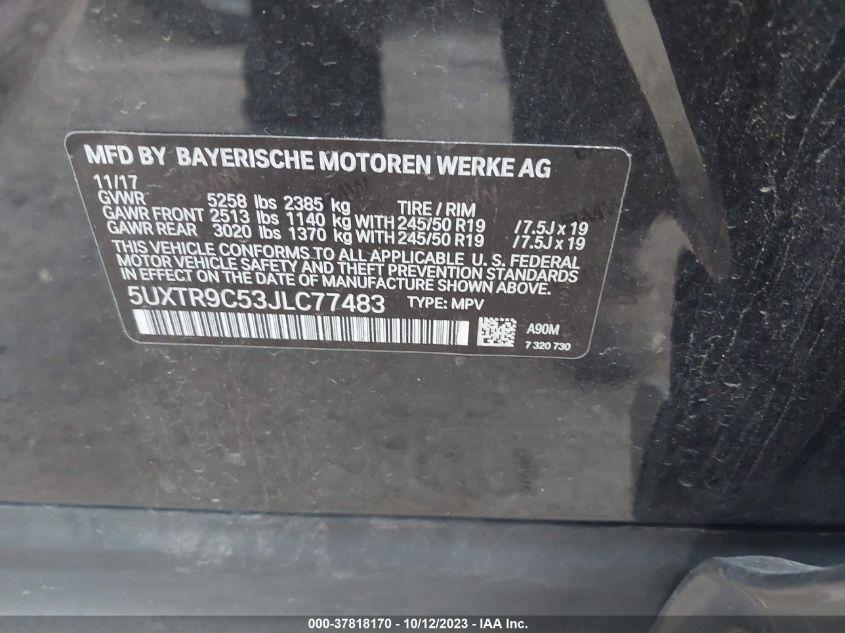 MFD BY BAYERISCHE MOTOREN WERKE AG
11/17
GVWR 5258 lbs 2385 kg TIRE / RIM
GAWR FRONT 2513 lbs 1140 kg WITH 245/50 R19 / 7.5J x 19
GAWR REAR 3020 lbs 1370 kg WITH 245/50 R19 / 7.5J x 19
THIS VEHICLE CONFORMS TO ALL APPLICABLE U. S. FEDERAL
MOTOR VEHICLE SAFETY AND THEFT PREVENTION STANDARDS
IN EFFECT ON THE DATE OF MANUFACTURE SHOWN ABOVE.
5UXTR9C53JLC77483 TYPE: MPV
A90M
7 320 730
000-37818170 - 10/12/2023 - IAA Inc.